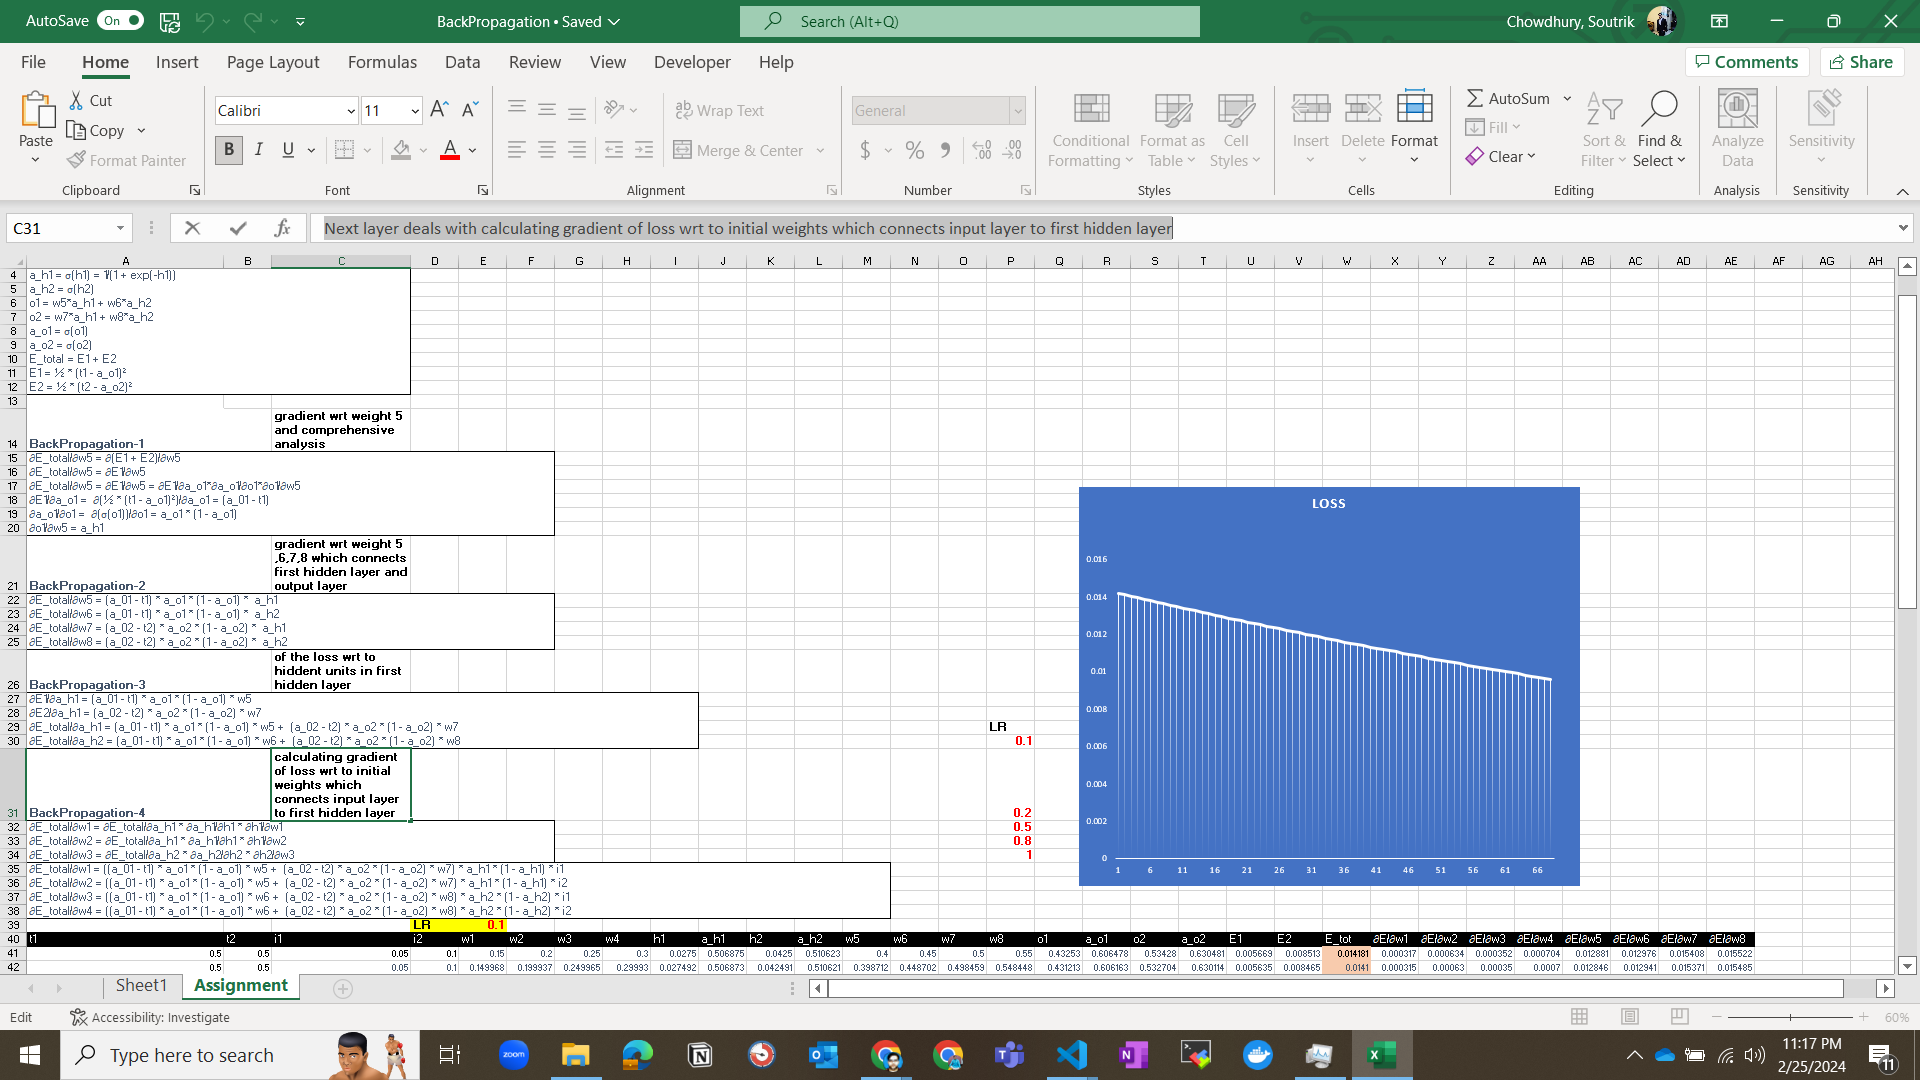 AutoSave On BackPropagation • Saved Search (Alt+Q) Chowdhury, Soutrik
File Home Insert Page Layout Formulas Data Review View Developer Help Comments Share
Paste Cut Copy Format Painter Clipboard
Calibri 11 B I U Font
Wrap Text Merge & Center Alignment
General $ % Number
Conditional Formatting Format as Table Cell Styles Styles
Insert Delete Format Cells
AutoSum Fill Clear Sort & Filter Find & Select Editing
Analyze Data Analysis
Sensitivity Sensitivity
C31 fx Next layer deals with calculating gradient of loss wrt to initial weights which connects input layer to first hidden layer
A B C D E F G H I J K L M N O P Q R S T U V W X Y Z AA AB AC AD AE AF AG AH
4 a_h1 = σ(h1) = 1/(1 + exp(-h1))
5 a_h2 = σ(h2)
6 o1 = w5*a_h1 + w6*a_h2
7 o2 = w7*a_h1 + w8*a_h2
8 a_o1 = σ(o1)
9 a_o2 = σ(o2)
10 E_total = E1 + E2
11 E1 = ½ * (t1 - a_o1)²
12 E2 = ½ * (t2 - a_o2)²
13
gradient wrt weight 5
and comprehensive
14 BackPropagation-1 analysis
15 ∂E_total/∂w5 = ∂(E1 + E2)/∂w5
16 ∂E_total/∂w5 = ∂E1/∂w5
17 ∂E_total/∂w5 = ∂E1/∂w5 = ∂E1/∂a_o1*∂a_o1/∂o1*∂o1/∂w5
18 ∂E1/∂a_o1 = ∂(½ * (t1 - a_o1)²)/∂a_o1 = (a_01 - t1)
19 ∂a_o1/∂o1 = ∂(σ(o1))/∂o1 = a_o1 * (1 - a_o1)
20 ∂o1/∂w5 = a_h1
gradient wrt weight 5
,6,7,8 which connects
first hidden layer and
21 BackPropagation-2 output layer
22 ∂E_total/∂w5 = (a_01 - t1) * a_o1 * (1 - a_o1) * a_h1
23 ∂E_total/∂w6 = (a_01 - t1) * a_o1 * (1 - a_o1) * a_h2
24 ∂E_total/∂w7 = (a_02 - t2) * a_o2 * (1 - a_o2) * a_h1
25 ∂E_total/∂w8 = (a_02 - t2) * a_o2 * (1 - a_o2) * a_h2
of the loss wrt to
hiddent units in first
26 BackPropagation-3 hidden layer
27 ∂E1/∂a_h1 = (a_01 - t1) * a_o1 * (1 - a_o1) * w5
28 ∂E2/∂a_h1 = (a_02 - t2) * a_o2 * (1 - a_o2) * w7
29 ∂E_total/∂a_h1 = (a_01 - t1) * a_o1 * (1 - a_o1) * w5 + (a_02 - t2) * a_o2 * (1 - a_o2) * w7 LR
30 ∂E_total/∂a_h2 = (a_01 - t1) * a_o1 * (1 - a_o1) * w6 + (a_02 - t2) * a_o2 * (1 - a_o2) * w8 0.1
calculating gradient
of loss wrt to initial
weights which
connects input layer
31 BackPropagation-4 to first hidden layer 0.2
32 ∂E_total/∂w1 = ∂E_total/∂a_h1 * ∂a_h1/∂h1 * ∂h1/∂w1 0.5
33 ∂E_total/∂w2 = ∂E_total/∂a_h1 * ∂a_h1/∂h1 * ∂h1/∂w2 0.8
34 ∂E_total/∂w3 = ∂E_total/∂a_h2 * ∂a_h2/∂h2 * ∂h2/∂w3 1
35 ∂E_total/∂w1 = ((a_01 - t1) * a_o1 * (1 - a_o1) * w5 + (a_02 - t2) * a_o2 * (1 - a_o2) * w7) * a_h1 * (1 - a_h1) * i1
36 ∂E_total/∂w2 = ((a_01 - t1) * a_o1 * (1 - a_o1) * w5 + (a_02 - t2) * a_o2 * (1 - a_o2) * w7) * a_h1 * (1 - a_h1) * i2
37 ∂E_total/∂w3 = ((a_01 - t1) * a_o1 * (1 - a_o1) * w6 + (a_02 - t2) * a_o2 * (1 - a_o2) * w8) * a_h2 * (1 - a_h2) * i1
38 ∂E_total/∂w4 = ((a_01 - t1) * a_o1 * (1 - a_o1) * w6 + (a_02 - t2) * a_o2 * (1 - a_o2) * w8) * a_h2 * (1 - a_h2) * i2
39 LR 0.1
40 t1 t2 i1 i2 w1 w2 w3 w4 h1 a_h1 h2 a_h2 w5 w6 w7 w8 o1 a_o1 o2 a_o2 E1 E2 E_tot ∂E/∂w1 ∂E/∂w2 ∂E/∂w3 ∂E/∂w4 ∂E/∂w5 ∂E/∂w6 ∂E/∂w7 ∂E/∂w8
41 0.5 0.5 0.05 0.1 0.15 0.2 0.25 0.3 0.0275 0.506875 0.0425 0.510623 0.4 0.45 0.5 0.55 0.43253 0.606478 0.53428 0.630481 0.005669 0.008513 0.014181 0.000317 0.000634 0.000352 0.000704 0.012881 0.012976 0.015408 0.015522
42 0.5 0.5 0.05 0.1 0.149968 0.199937 0.249965 0.29993 0.027492 0.506873 0.042491 0.510621 0.398712 0.448702 0.498459 0.548448 0.431213 0.606163 0.532704 0.630114 0.005635 0.008465 0.0141 0.000315 0.00063 0.00035 0.0007 0.012846 0.012941 0.015371 0.015485
LOSS
0.016
0.014
0.012
0.01
0.008
0.006
0.004
0.002
0
1 6 11 16 21 26 31 36 41 46 51 56 61 66
Sheet1 Assignment
Edit Accessibility: Investigate 60%
Type here to search zoom 11:17 PM
2/25/2024 11